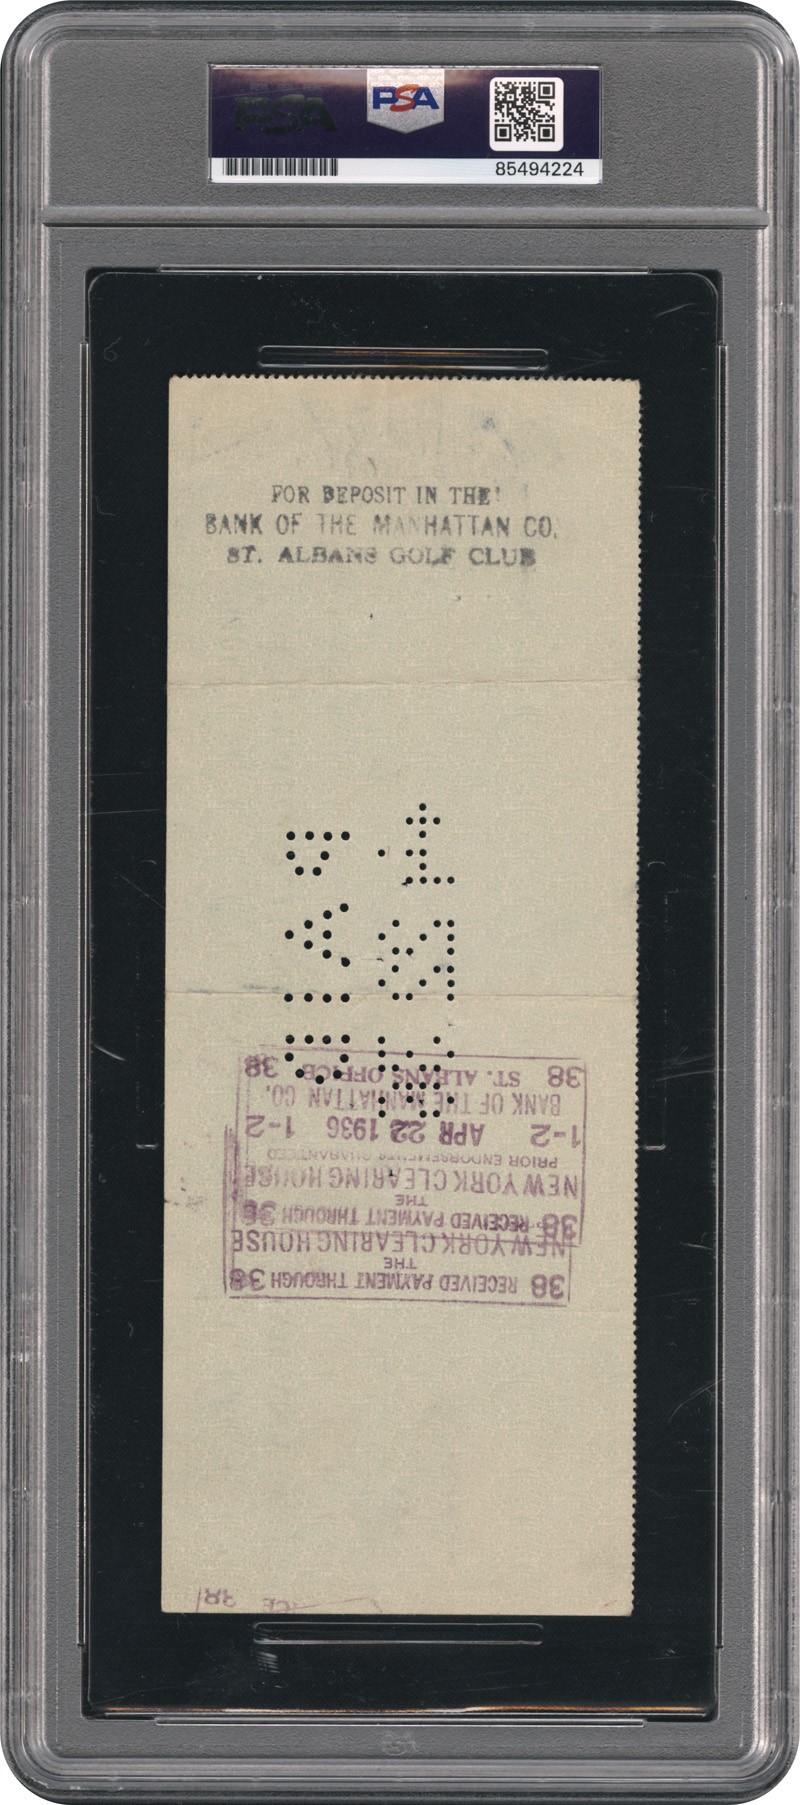 PSA
PSA
85494224
FOR DEPOSIT IN THE
BANK OF THE MANHATTAN CO.
ST. ALBANS GOLF CLUB
PAID
38 RECEIVED PAYMENT THROUGH 38
THE
NEW YORK CLEARING HOUSE
38 RECEIVED PAYMENT THROUGH 38
THE
NEW YORK CLEARING HOUSE
PRIOR ENDORSEMENTS GUARANTEED
1-2 APR 22 1936 1-2
BANK OF THE MANHATTAN CO.
38 ST. ALBANS OFFICE 38